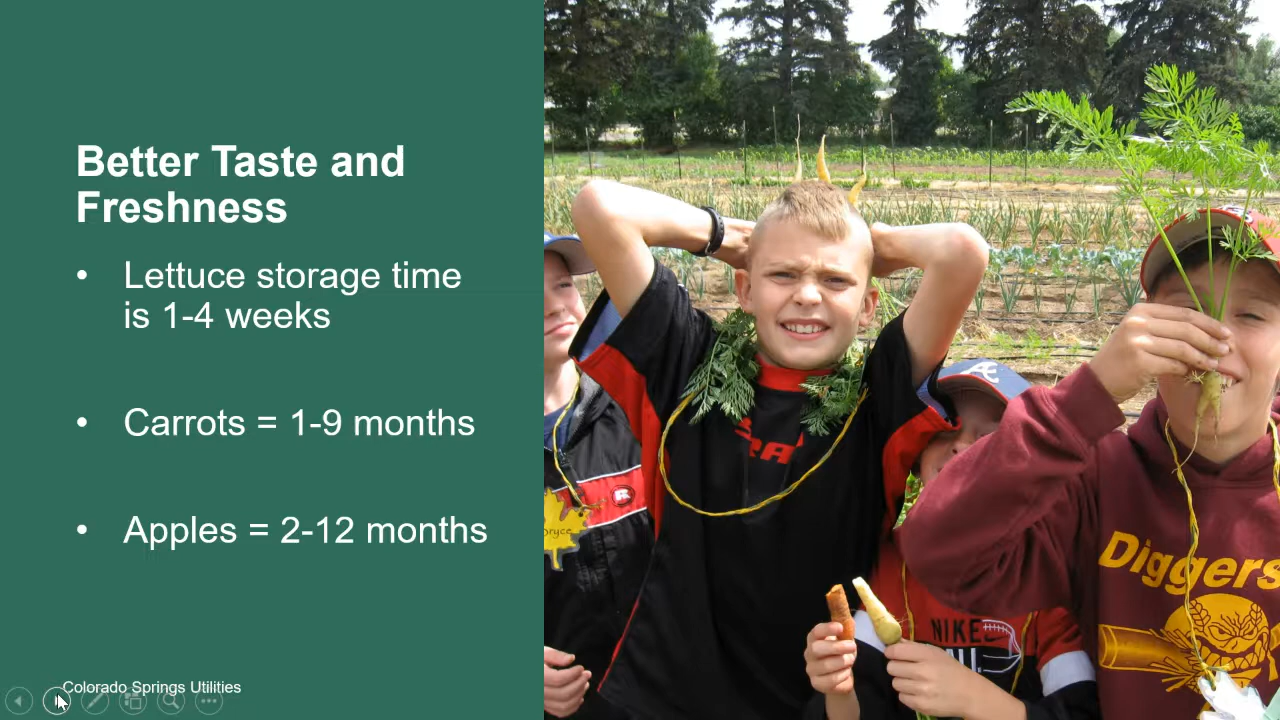 Better Taste and
Freshness
• Lettuce storage time
is 1-4 weeks
• Carrots = 1-9 months
• Apples = 2-12 months
Colorado Springs Utilities
A
R
bryce
NIKE
Diggers